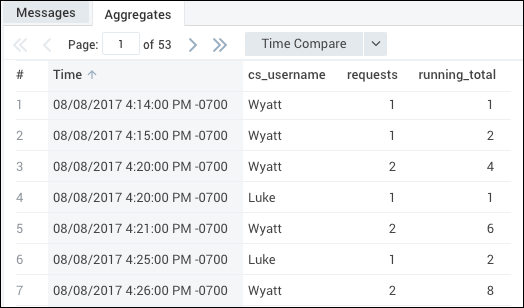 Messages Aggregates
Page: 1 of 53 Time Compare
# Time cs_username requests running_total
1 08/08/2017 4:14:00 PM -0700 Wyatt 1 1
2 08/08/2017 4:15:00 PM -0700 Wyatt 1 2
3 08/08/2017 4:20:00 PM -0700 Wyatt 2 4
4 08/08/2017 4:20:00 PM -0700 Luke 1 1
5 08/08/2017 4:21:00 PM -0700 Wyatt 2 6
6 08/08/2017 4:25:00 PM -0700 Luke 1 2
7 08/08/2017 4:26:00 PM -0700 Wyatt 2 8